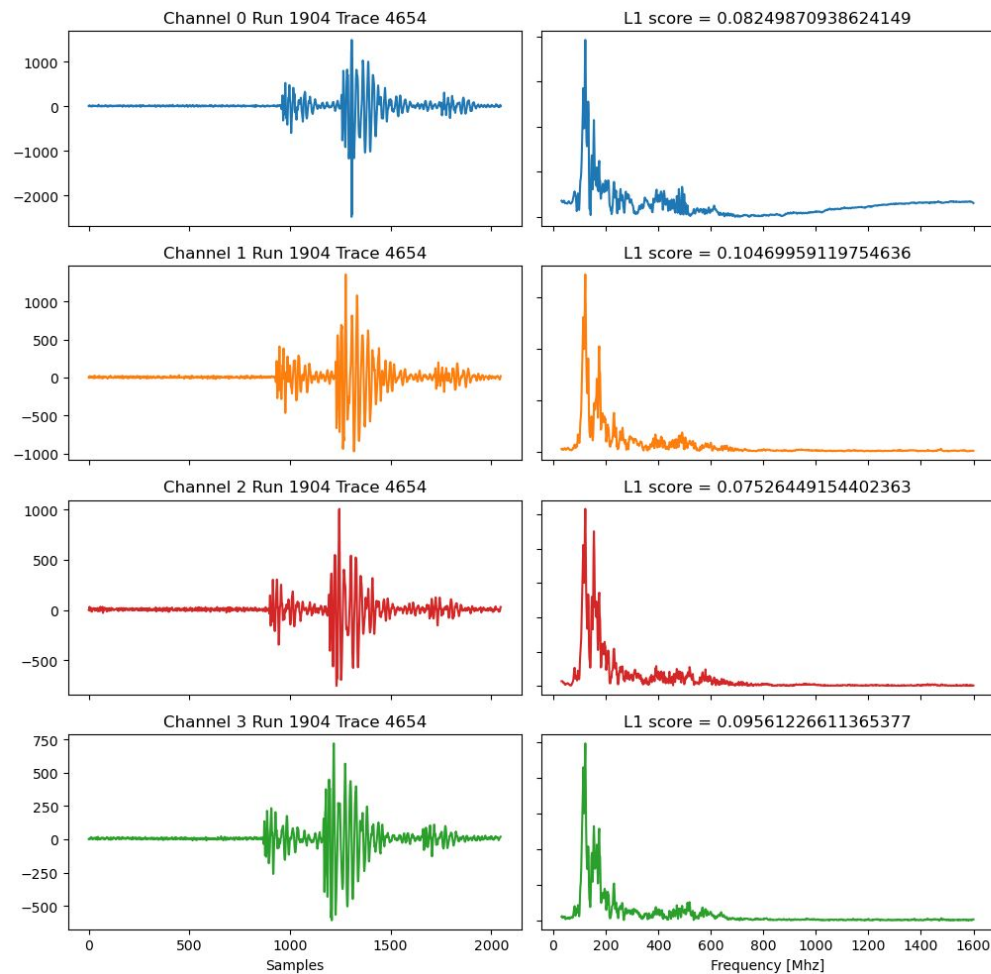 Channel 0 Run 1904 Trace 4654
L1 score = 0.08249870938624149
1000
0
−1000
−2000
Channel 1 Run 1904 Trace 4654
L1 score = 0.10469959119754636
1000
500
0
−500
−1000
Channel 2 Run 1904 Trace 4654
L1 score = 0.07526449154402363
1000
500
0
−500
Channel 3 Run 1904 Trace 4654
L1 score = 0.09561226611365377
750
500
250
0
−250
−500
0 500 1000 1500 2000
0 200 400 600 800 1000 1200 1400 1600
Samples
Frequency [Mhz]